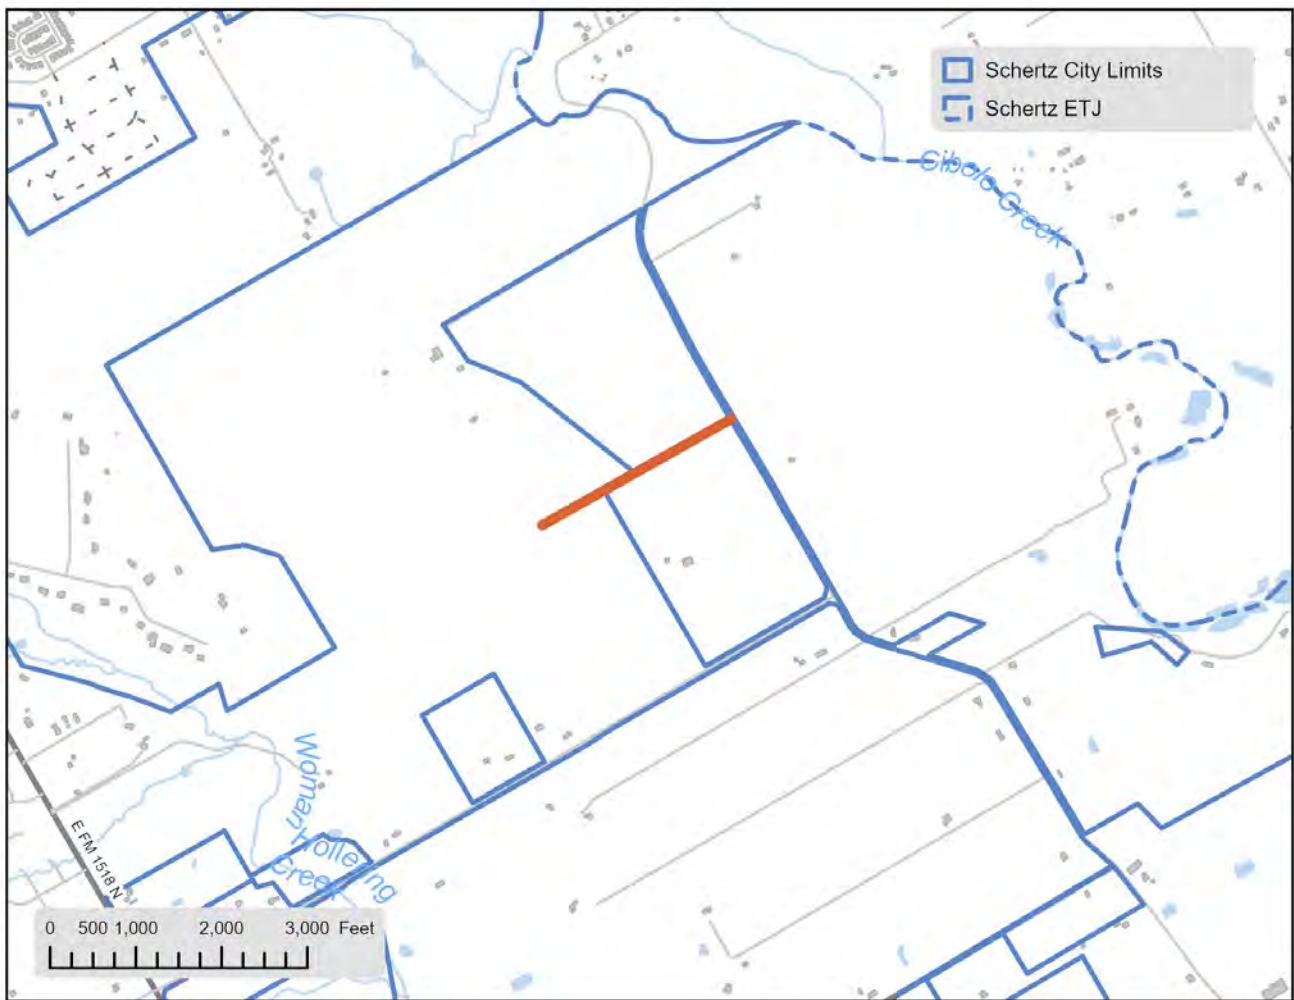 Schertz City Limits
Schertz ETJ
Cibolo Creek
Woman Hollering
Creek
E FM 1518 N
0 500 1,000 2,000 3,000 Feet